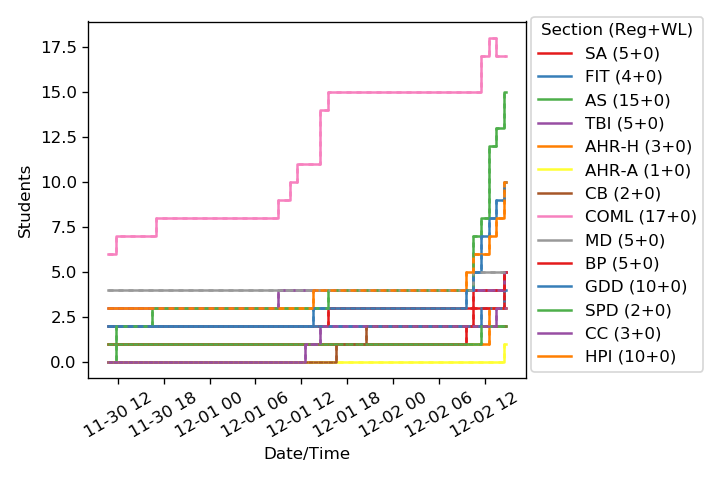 Section (Reg+WL)
SA (5+0)
FIT (4+0)
AS (15+0)
TBI (5+0)
AHR-H (3+0)
AHR-A (1+0)
CB (2+0)
COML (17+0)
MD (5+0)
BP (5+0)
GDD (10+0)
SPD (2+0)
CC (3+0)
HPI (10+0)
Students
17.5
15.0
12.5
10.0
7.5
5.0
2.5
0.0
11-30 12
11-30 18
12-01 00
12-01 06
12-01 12
12-01 18
12-02 00
12-02 06
12-02 12
Date/Time